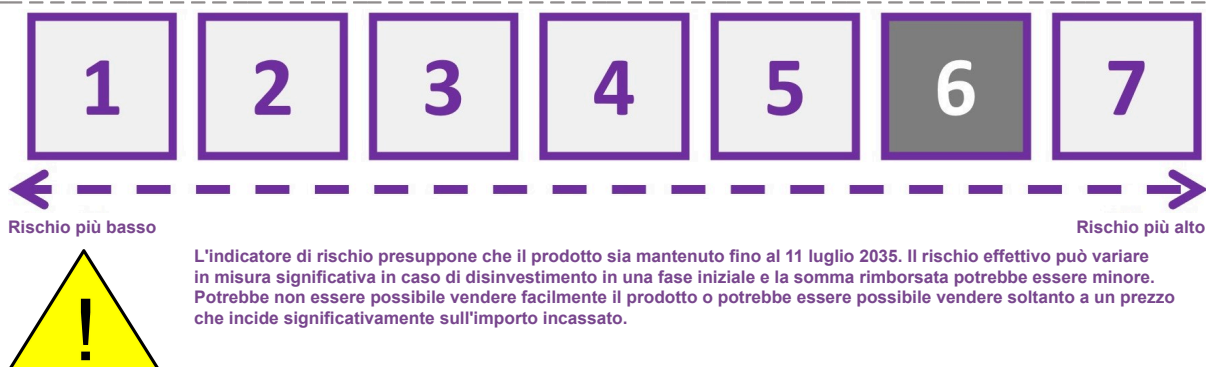 1 2 3 4 5 6 7
Rischio più basso Rischio più alto
L'indicatore di rischio presuppone che il prodotto sia mantenuto fino al 11 luglio 2035. Il rischio effettivo può variare
in misura significativa in caso di disinvestimento in una fase iniziale e la somma rimborsata potrebbe essere minore.
Potrebbe non essere possibile vendere facilmente il prodotto o potrebbe essere possibile vendere soltanto a un prezzo
che incide significativamente sull'importo incassato.
!